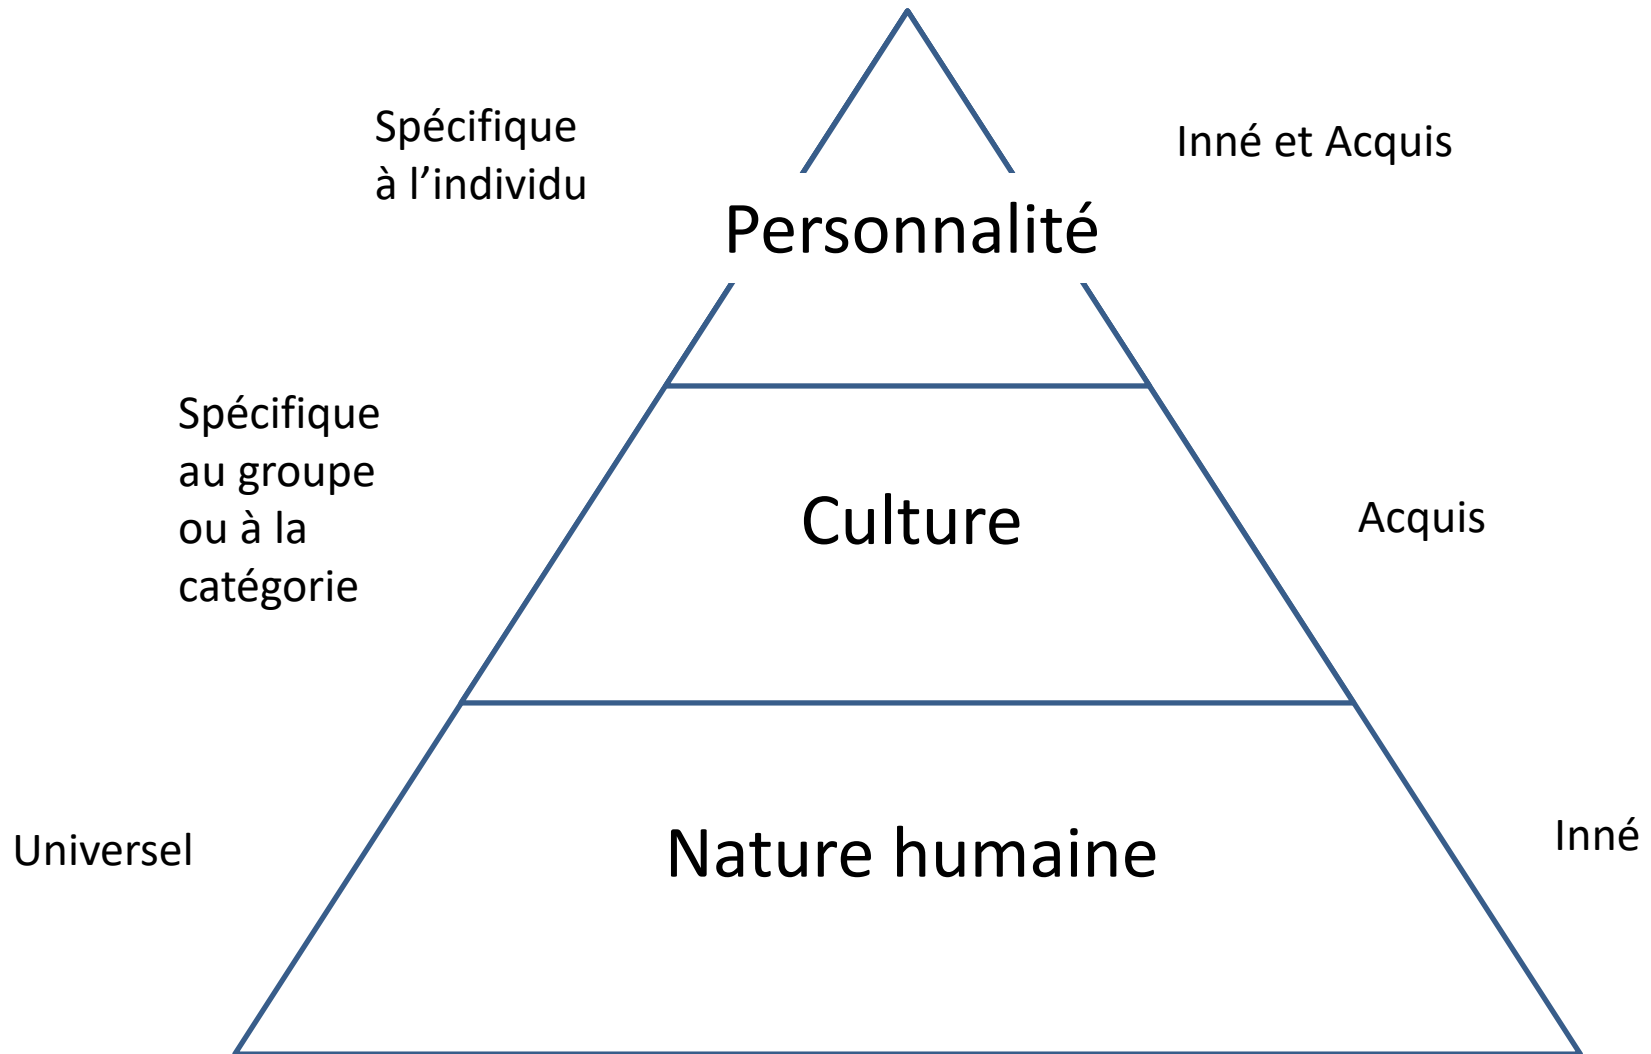 Spécifique
à l’individu
Inné et Acquis
Personnalité
Spécifique
au groupe
ou à la
catégorie
Culture
Acquis
Universel
Nature humaine
Inné